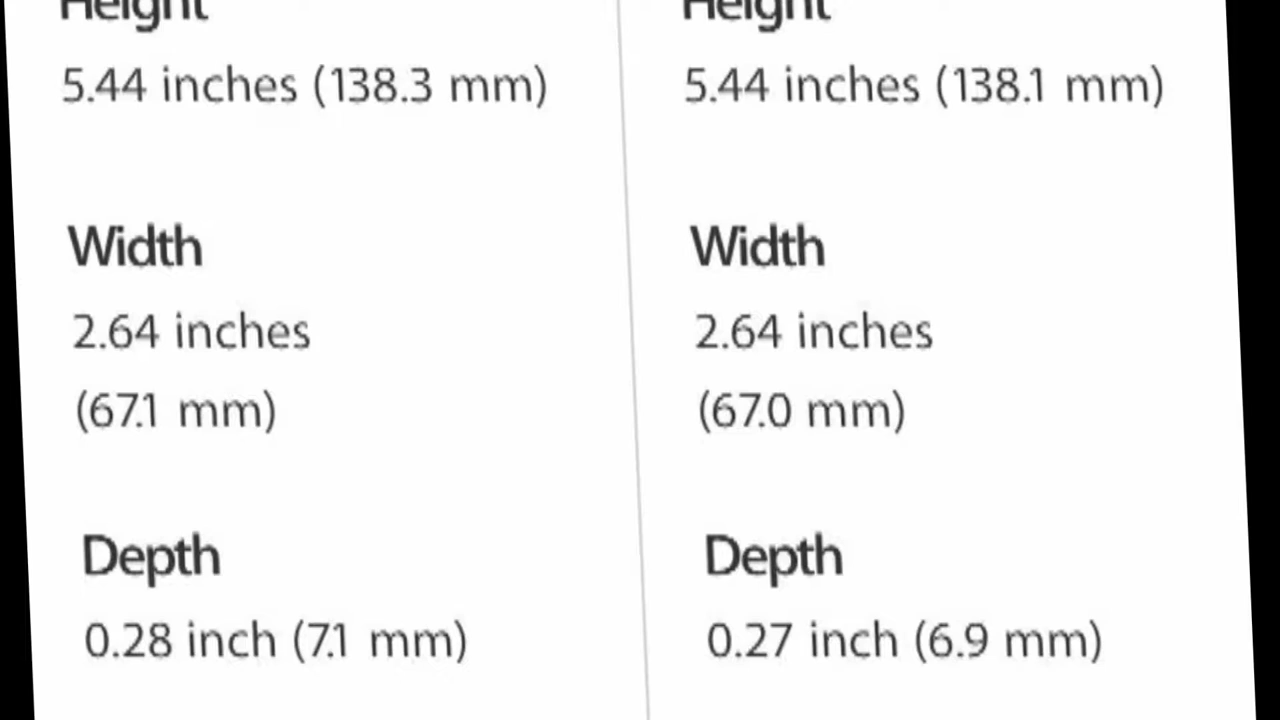 Height
5.44 inches (138.3 mm)
Width
2.64 inches
(67.1 mm)
Depth
0.28 inch (7.1 mm)
Height
5.44 inches (138.1 mm)
Width
2.64 inches
(67.0 mm)
Depth
0.27 inch (6.9 mm)